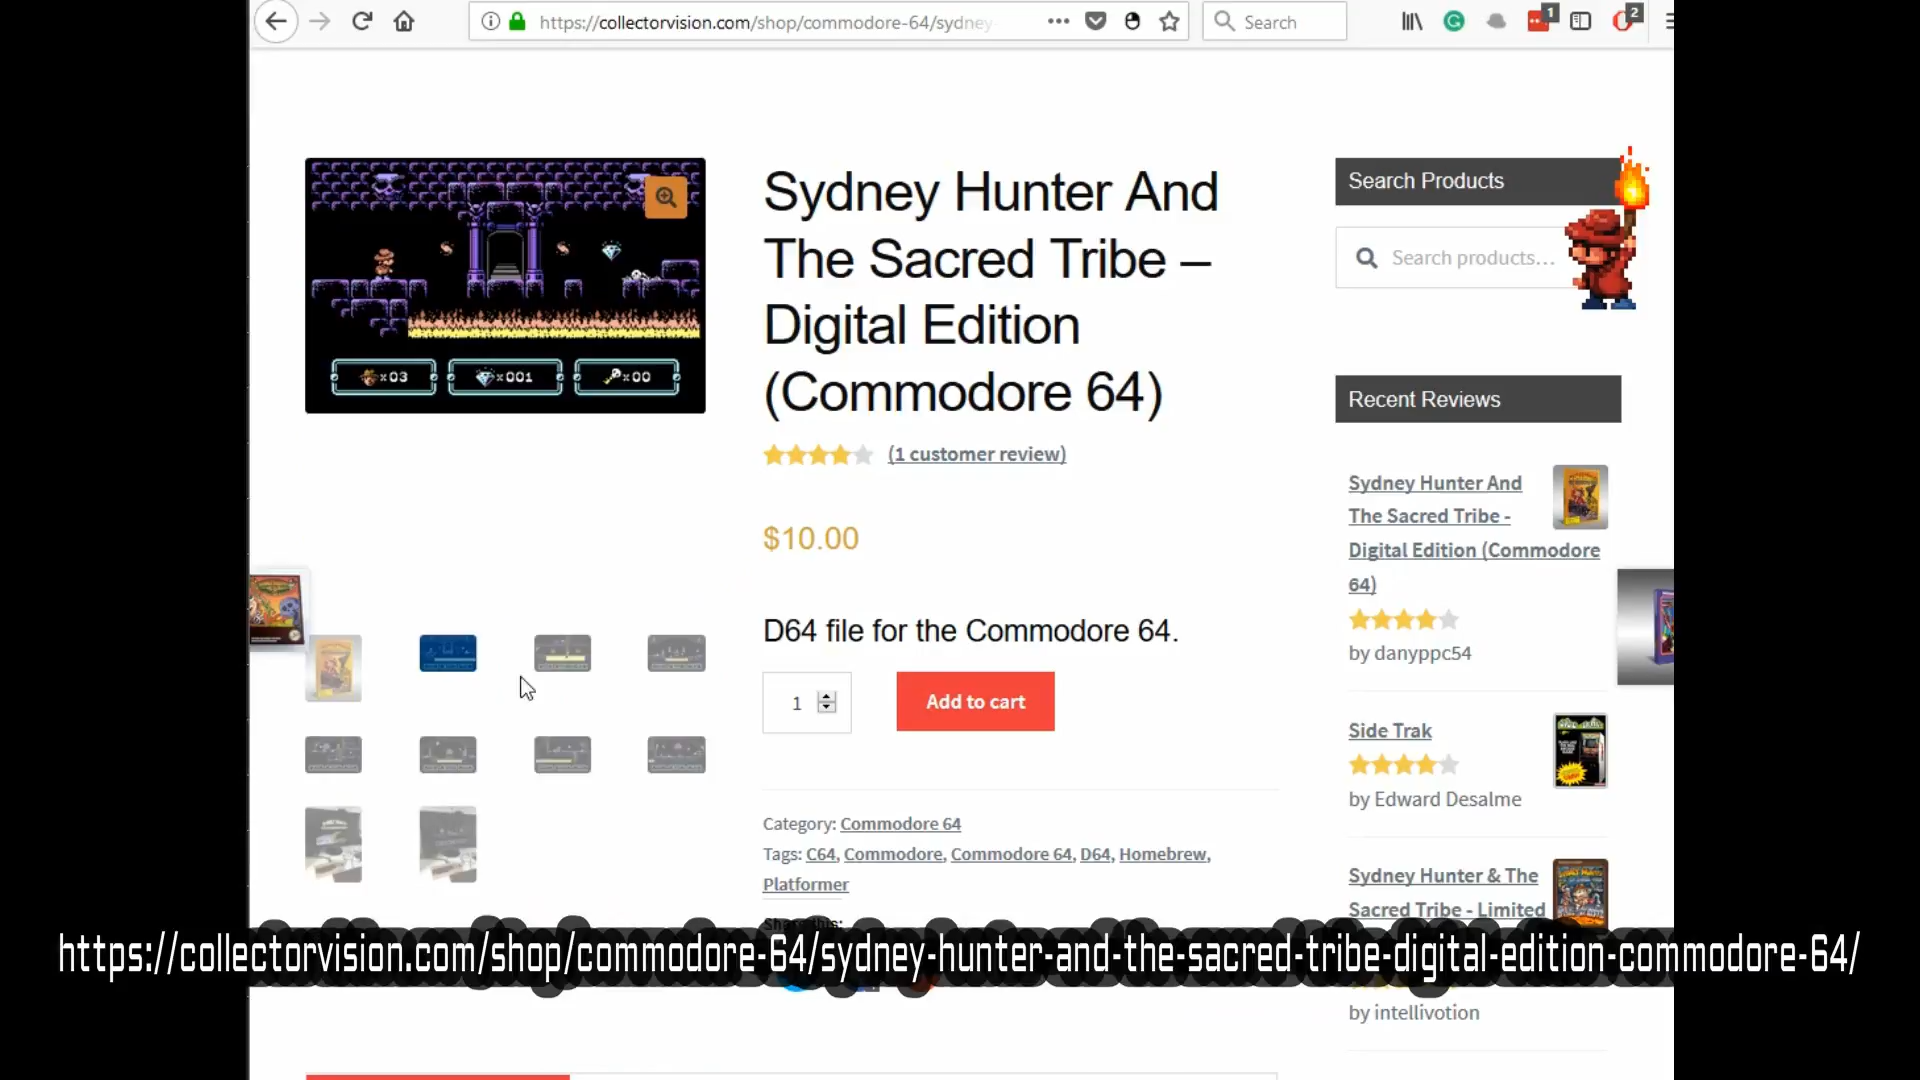 https://collectorvision.com/shop/commodore-64/sydney-
Search
1
2
Sydney Hunter And
The Sacred Tribe –
Digital Edition
(Commodore 64)
(1 customer review)
$10.00
D64 file for the Commodore 64.
1
Add to cart
Category: Commodore 64
Tags: C64, Commodore, Commodore 64, D64, Homebrew,
Platformer
Share this:
x03
x001
x00
Search Products
Search products…
Recent Reviews
Sydney Hunter And
The Sacred Tribe -
Digital Edition (Commodore
64)
by danyppc54
Side Trak
by Edward Desalme
Sydney Hunter & The
Sacred Tribe - Limited
by intellivotion
https://collectorvision.com/shop/commodore-64/sydney-hunter-and-the-sacred-tribe-digital-edition-commodore-64/